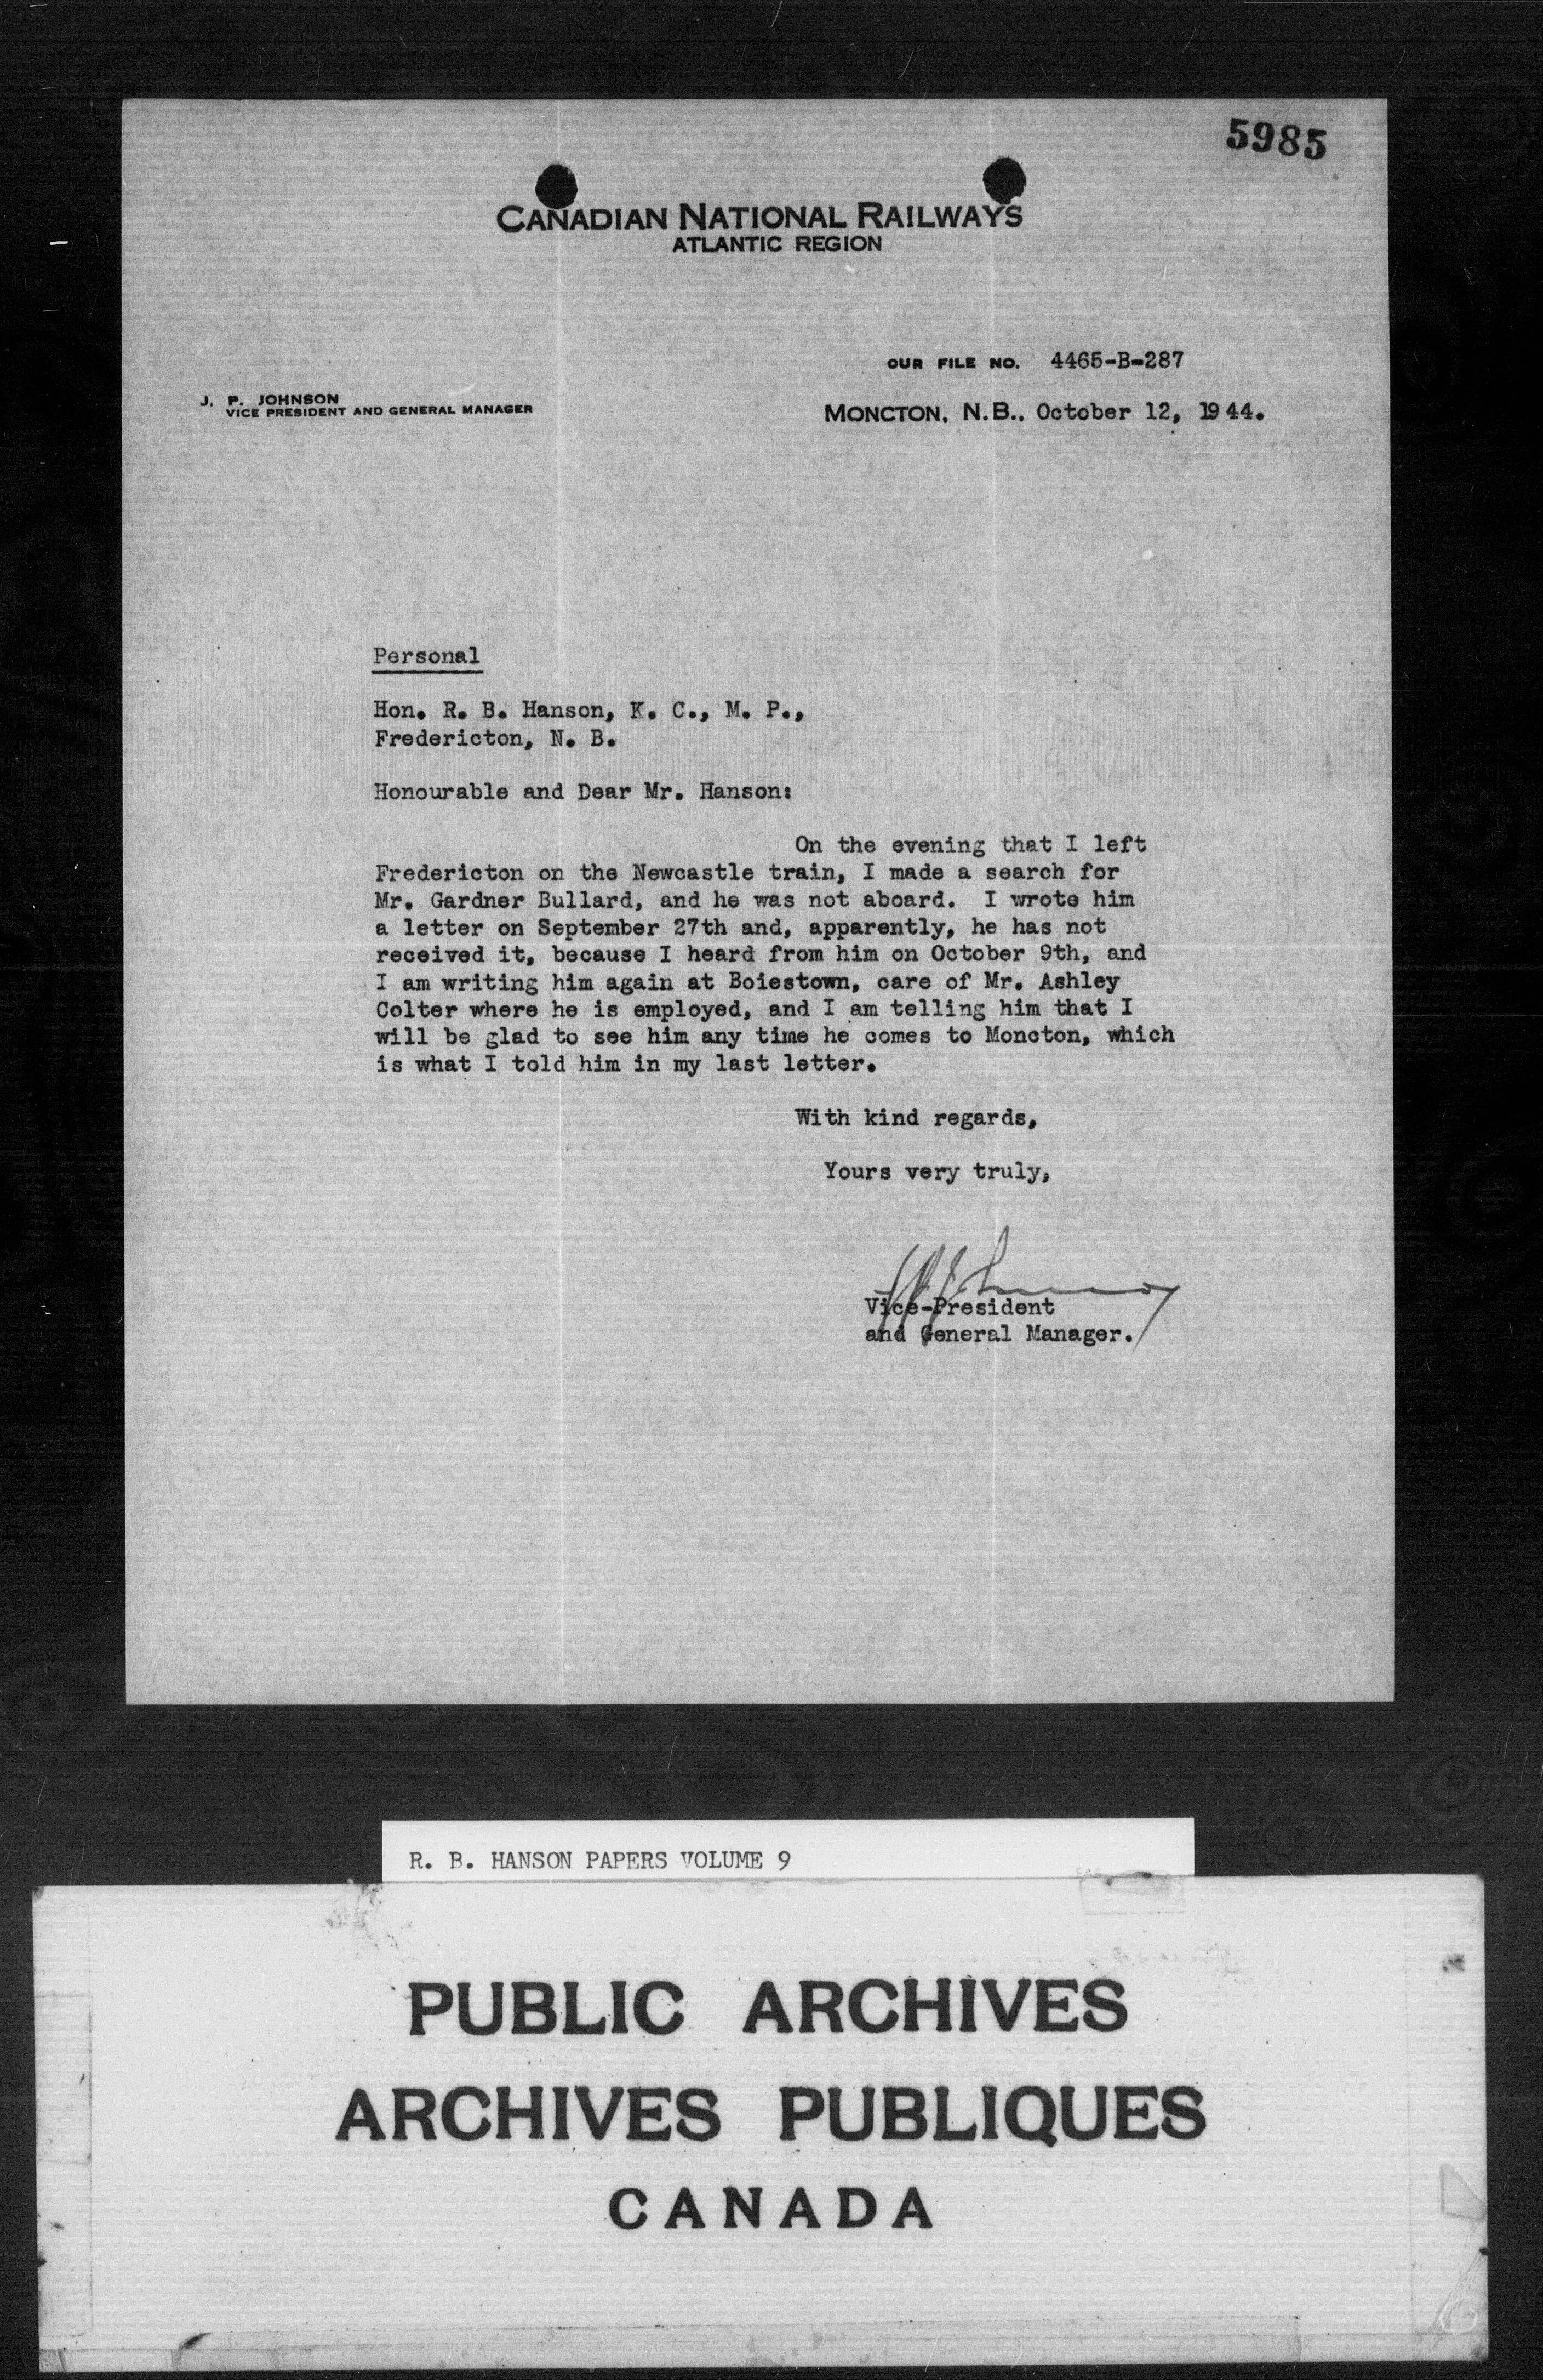 5985
CANADIAN NATIONAL RAILWAYS
ATLANTIC REGION
OUR FILE NO. 4465-B-287
J. P. JOHNSON
VICE PRESIDENT AND GENERAL MANAGER
MONCTON, N.B., October 12, 1944.
Personal
Hon. R. B. Hanson, K. C., M. P.,
Fredericton, N. B.
Honourable and Dear Mr. Hanson:
On the evening that I left
Fredericton on the Newcastle train, I made a search for
Mr. Gardner Bullard, and he was not aboard. I wrote him
a letter on September 27th and, apparently, he has not
received it, because I heard from him on October 9th, and
I am writing him again at Boiestown, care of Mr. Ashley
Colter where he is employed, and I am telling him that I
will be glad to see him any time he comes to Moncton, which
is what I told him in my last letter.
With kind regards,
Yours very truly,
JPJohnson
Vice-President
and General Manager.
R. B. HANSON PAPERS VOLUME 9
PUBLIC ARCHIVES
ARCHIVES PUBLIQUES
CANADA